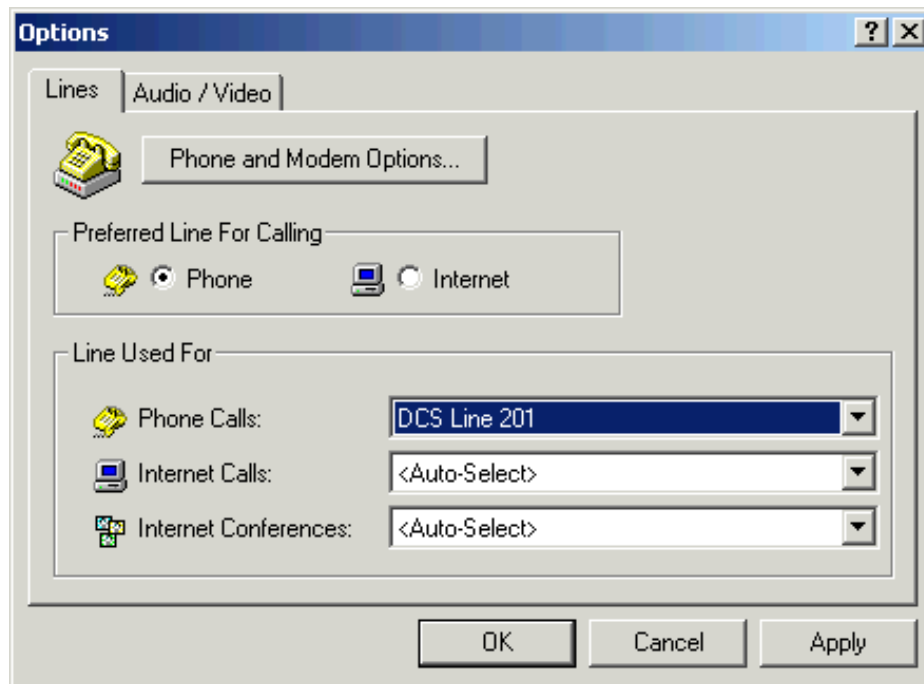 Options
Lines
Audio / Video
Phone and Modem Options...
Preferred Line For Calling
Phone
Internet
Line Used For
Phone Calls:
DCS Line 201
Internet Calls:
<Auto-Select>
Internet Conferences:
<Auto-Select>
OK
Cancel
Apply